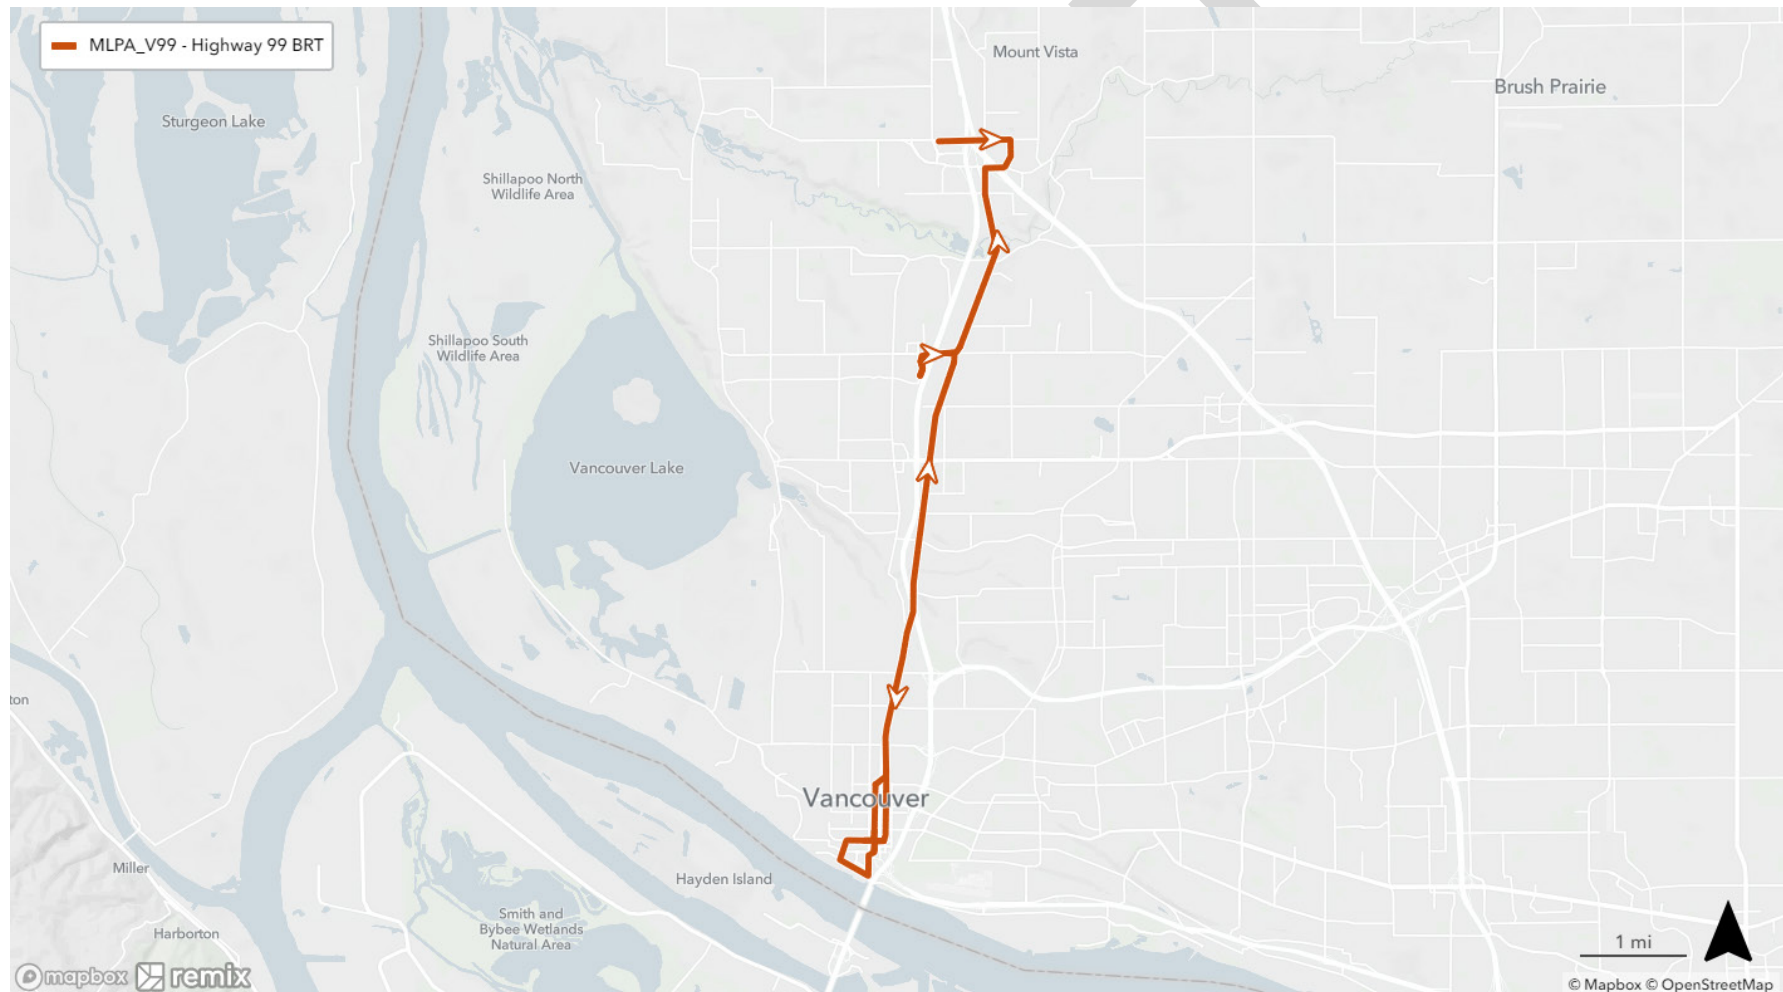 MLPA_V99 - Highway 99 BRT
Mount Vista
Brush Prairie
Sturgeon Lake
Shillapoo North
Wildlife Area
Shillapoo South
Wildlife Area
Vancouver Lake
ton
Vancouver
Miller
Hayden Island
Smith and
Bybee Wetlands
Natural Area
Harborton
1 mi
mapbox remix
© Mapbox © OpenStreetMap